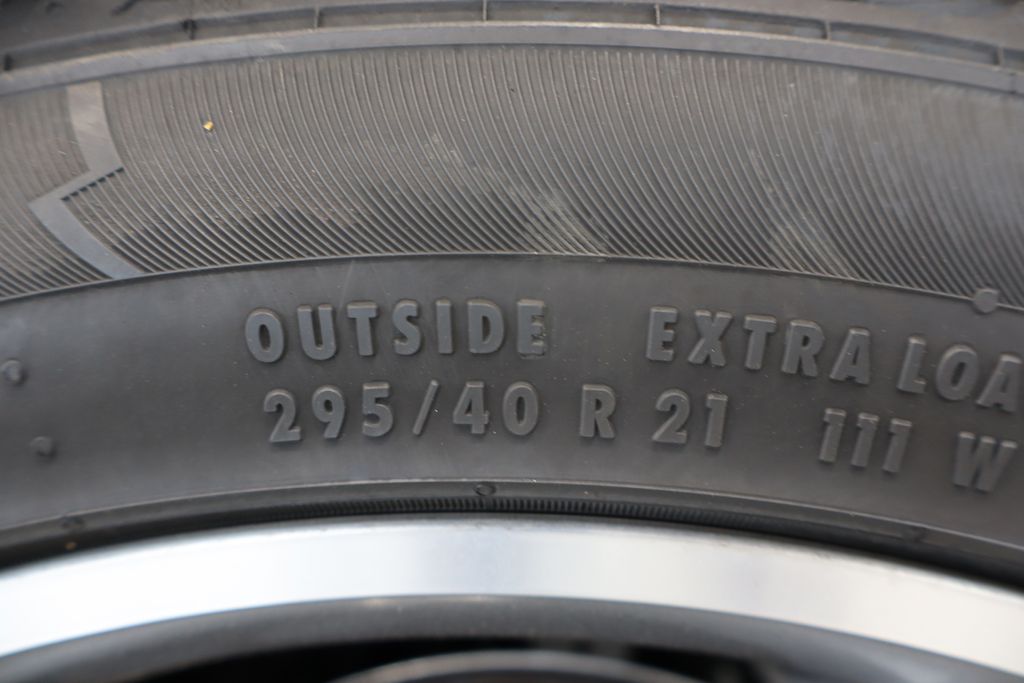 OUTSIDE EXTRA LOA
295/40 R 21 111 W